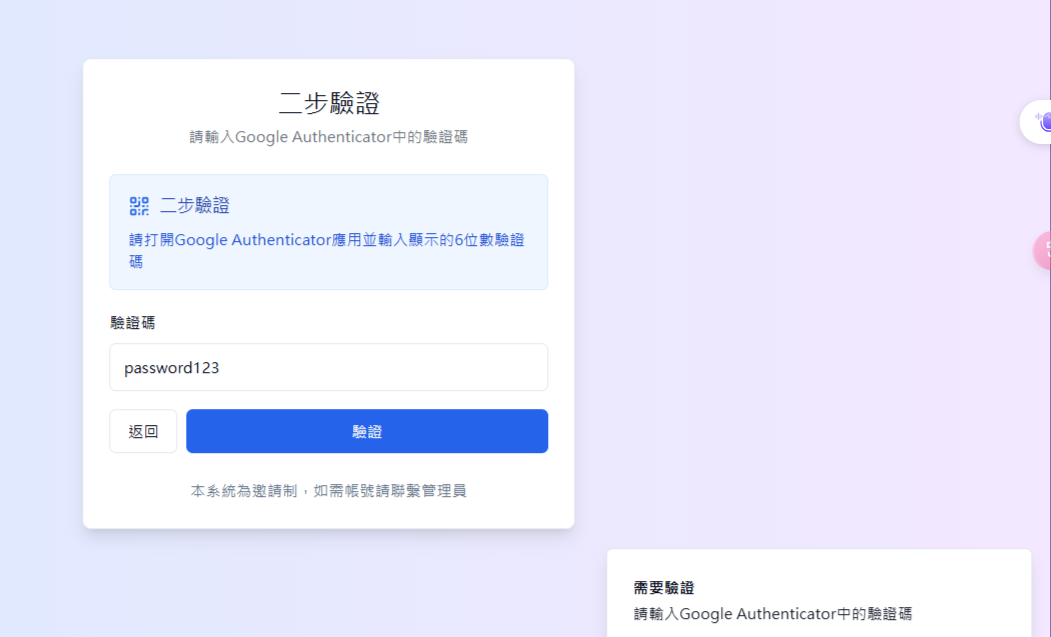 二步驗證
請輸入Google Authenticator中的驗證碼
二步驗證
請打開Google Authenticator應用並輸入顯示的6位數驗證
碼
驗證碼
password123
返回
驗證
本系統為邀請制，如需帳號請聯繫管理員
需要驗證
請輸入Google Authenticator中的驗證碼